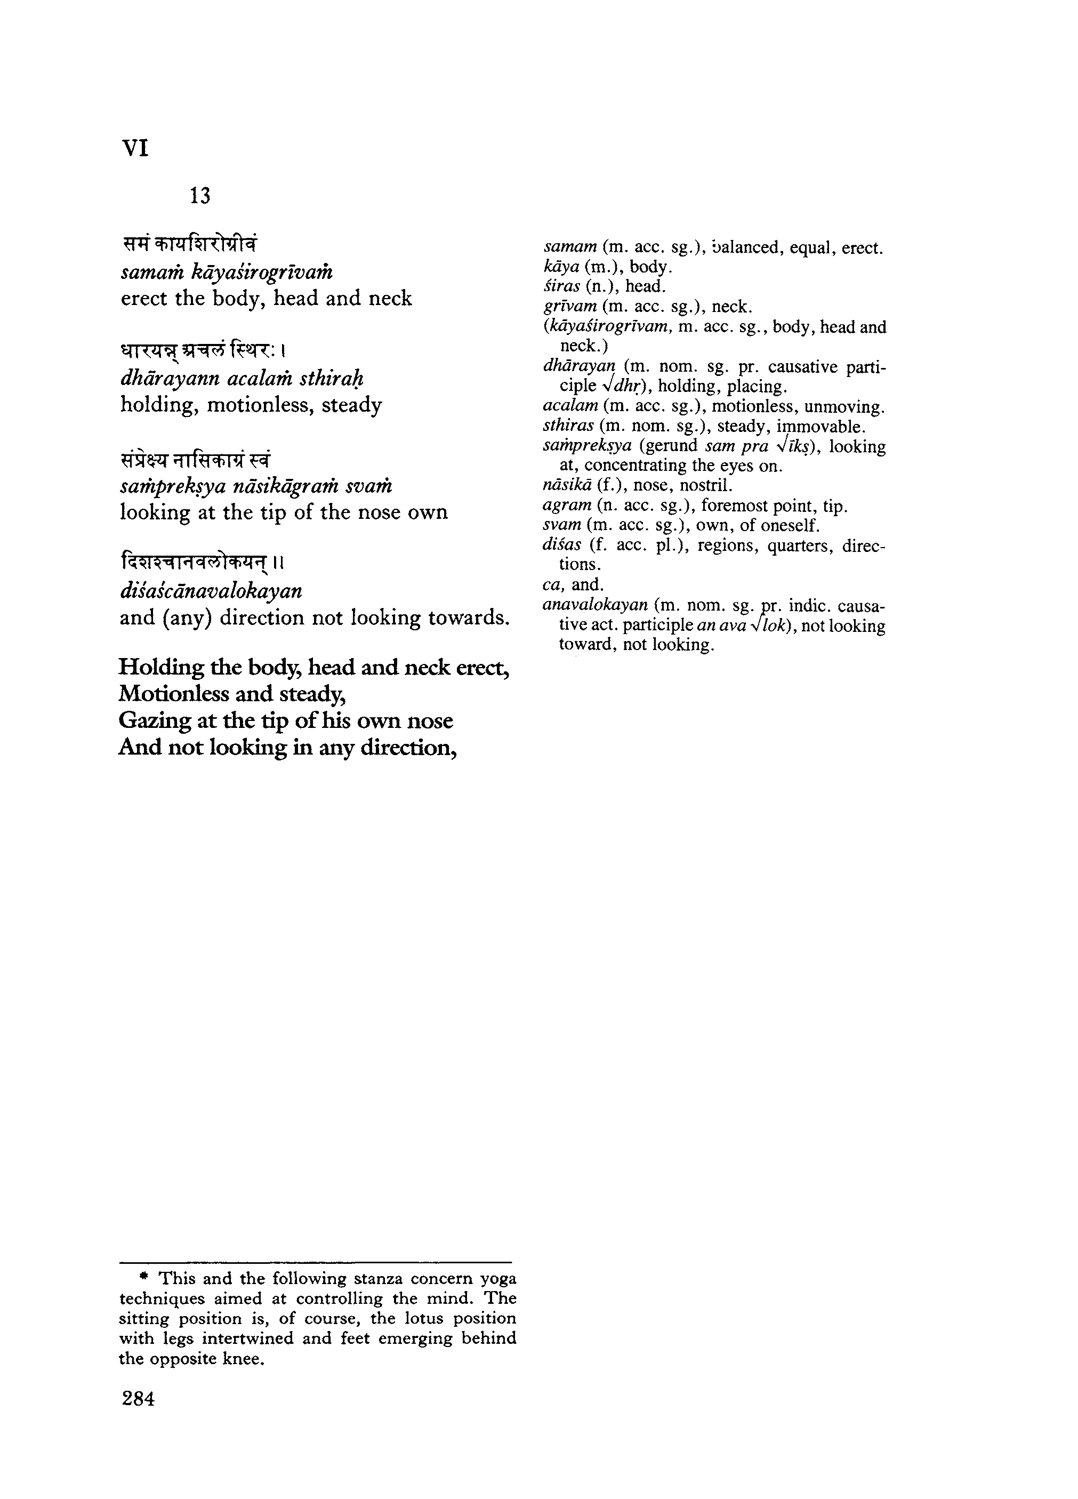 VI
13
समं कायशिरोग्रीवं
samaṁ kāyaśirogrīvaṁ
erect the body, head and neck
धारयन्न् अचलं स्थिरः ।
dhārayann acalaṁ sthiraḥ
holding, motionless, steady
संप्रेक्ष्य नासिकाग्रं स्वं
saṁprekṣya nāsikāgraṁ svaṁ
looking at the tip of the nose own
दिशश्चानवलोकयन् ॥
diśaścānavalokayan
and (any) direction not looking towards.
Holding the body, head and neck erect,
Motionless and steady,
Gazing at the tip of his own nose
And not looking in any direction,
samam (m. acc. sg.), balanced, equal, erect.
kāya (m.), body.
śiras (n.), head.
grīvam (m. acc. sg.), neck.
(kāyaśirogrīvam, m. acc. sg., body, head and
neck.)
dhārayan (m. nom. sg. pr. causative parti-
ciple √dhṛ), holding, placing.
acalam (m. acc. sg.), motionless, unmoving.
sthiras (m. nom. sg.), steady, immovable.
saṁprekṣya (gerund sam pra √īkṣ), looking
at, concentrating the eyes on.
nāsikā (f.), nose, nostril.
agram (n. acc. sg.), foremost point, tip.
svam (m. acc. sg.), own, of oneself.
diśas (f. acc. pl.), regions, quarters, direc-
tions.
ca, and.
anavalokayan (m. nom. sg. pr. indic. causa-
tive act. participle an ava √lok), not looking
toward, not looking.
* This and the following stanza concern yoga
techniques aimed at controlling the mind. The
sitting position is, of course, the lotus position
with legs intertwined and feet emerging behind
the opposite knee.
284